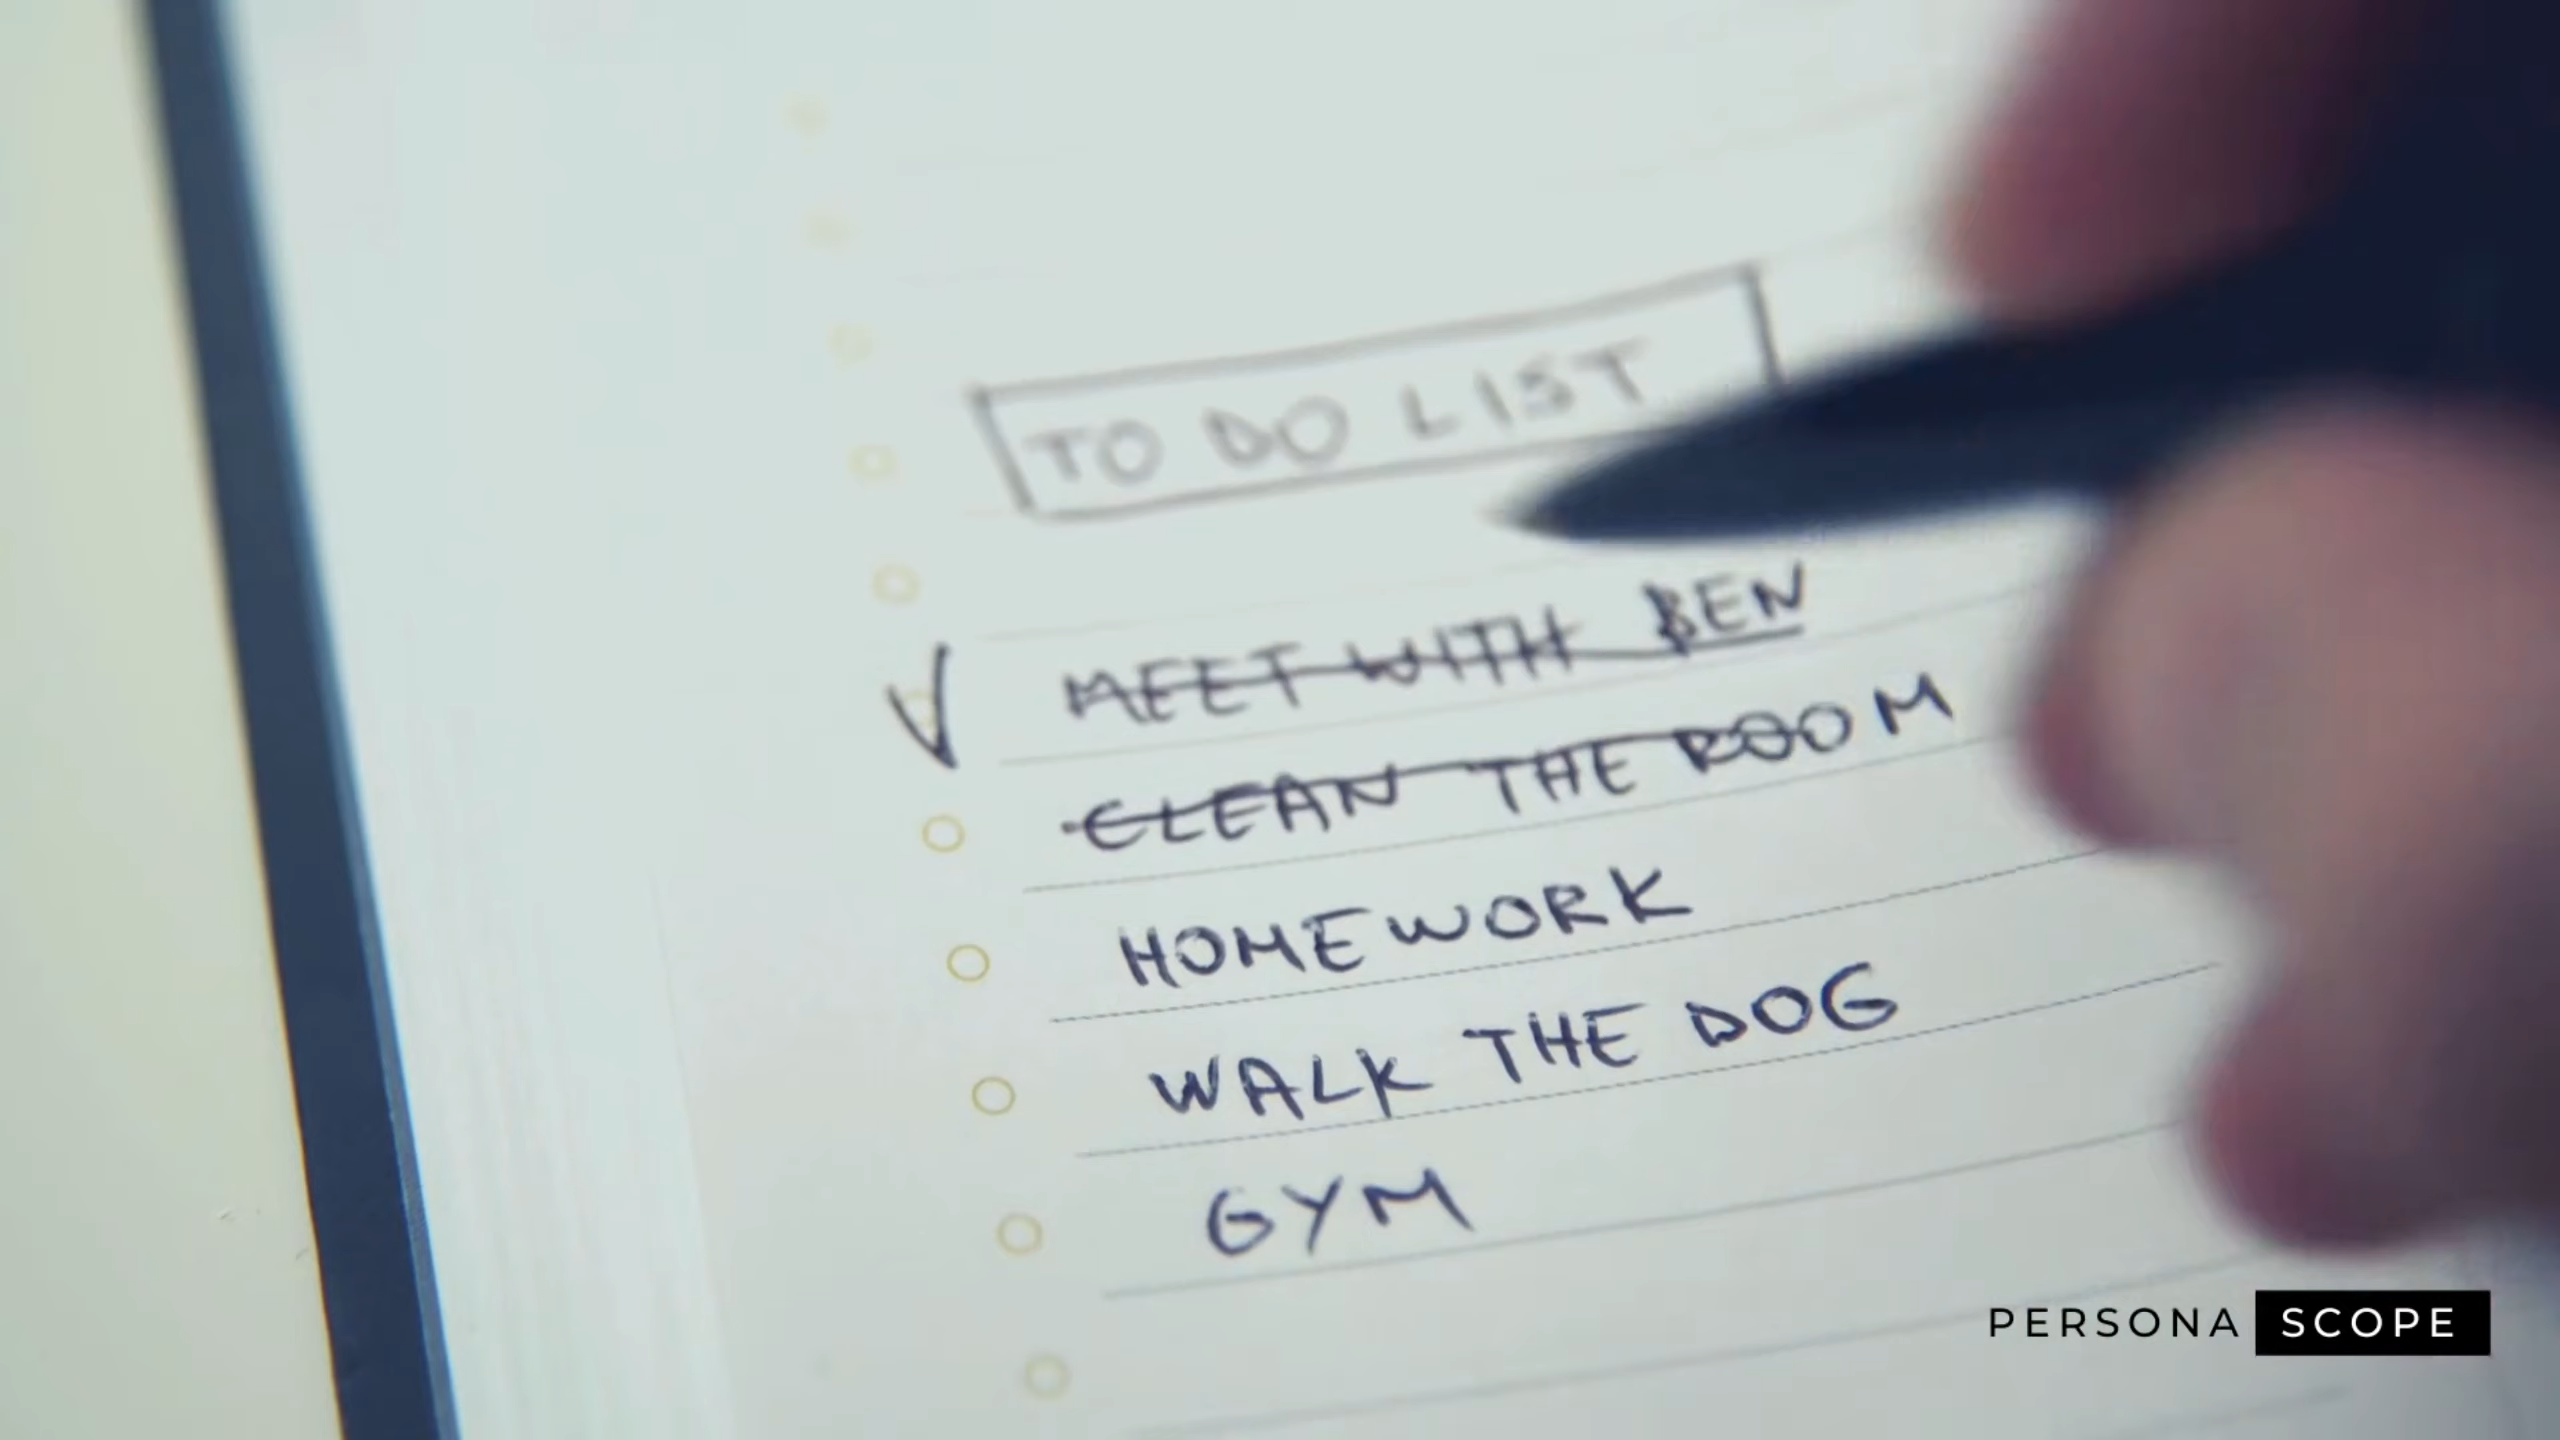 TO DO LIST
MEET WITH BEN
CLEAN THE ROOM
HOMEWORK
WALK THE DOG
GYM
PERSONA SCOPE